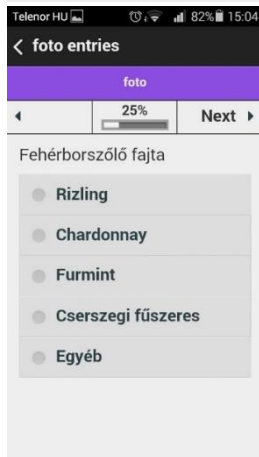 Telenor HU 82% 15:04
foto entries
foto
25% Next
Fehérborszőlő fajta
Rizling
Chardonnay
Furmint
Cserszegi fűszeres
Egyéb